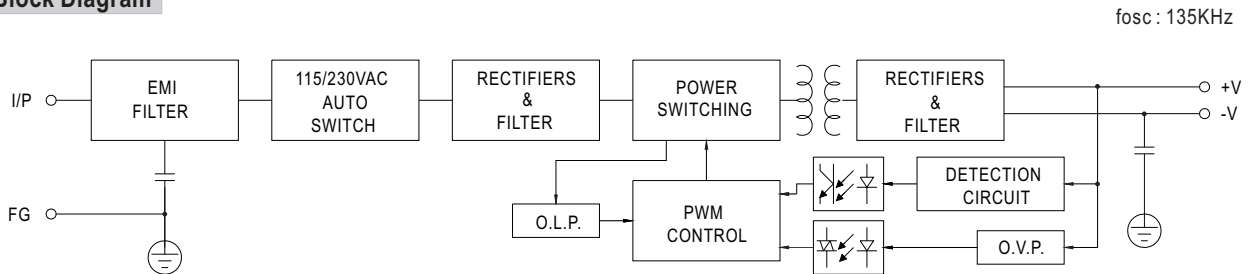 Block Diagram
fosc : 135KHz
I/P
EMI
FILTER
115/230VAC
AUTO
SWITCH
RECTIFIERS
&
FILTER
POWER
SWITCHING
RECTIFIERS
&
FILTER
+V
-V
FG
O.L.P.
PWM
CONTROL
DETECTION
CIRCUIT
O.V.P.